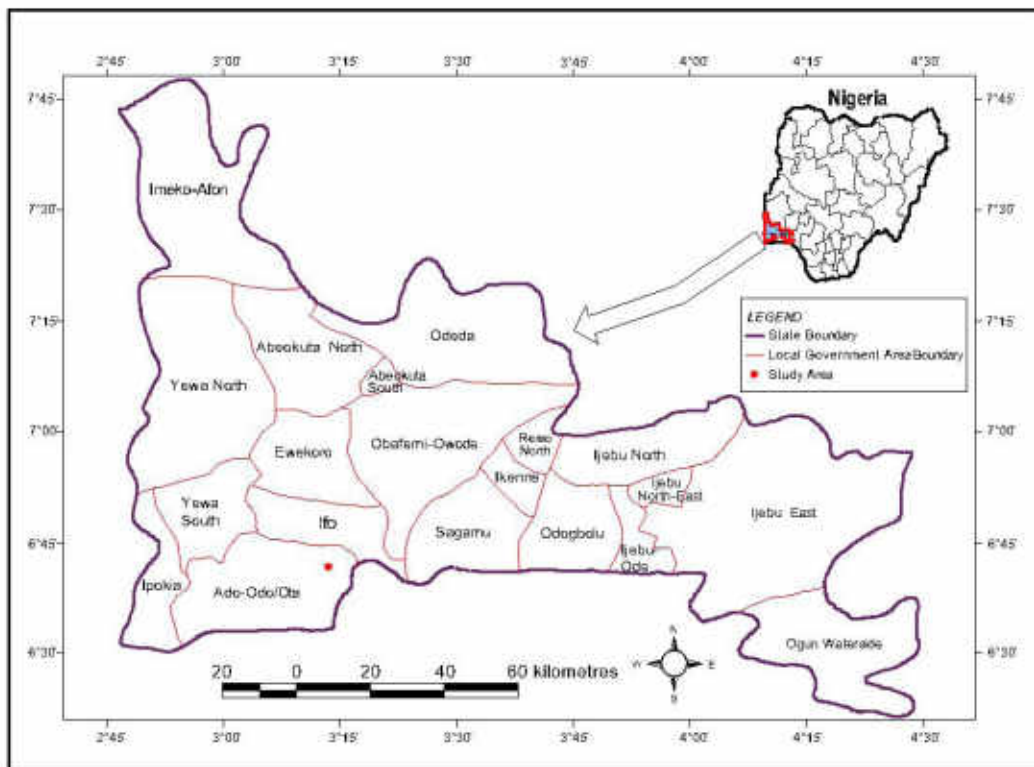 2°45' 3°00' 3°15' 3°30' 3°45' 4°00' 4°15' 4°30'
7°45' 7°45'
Nigeria
Imeko-Afon
7°30' 7°30'
LEGEND
State Boundary
Local Government Area Boundary
Study Area
7°15' 7°15'
Odeda
Abeokuta North
Abeokuta
South
Yewa North
7°00' 7°00'
Obafemi-Owode
Remo
North
Ewekoro
Ijebu North
Ikenne
Ijebu
North-East
Yewa
South
Ifo
Sagamu
Odogbolu
Ijebu East
6°45' 6°45'
Ijebu
Ode
Ipokia
Ado-Odo/Ota
Ogun Waterside
6°30' 6°30'
N
W E
S
20 0 20 40 60 kilometres
2°45' 3°00' 3°15' 3°30' 3°45' 4°00' 4°15' 4°30'